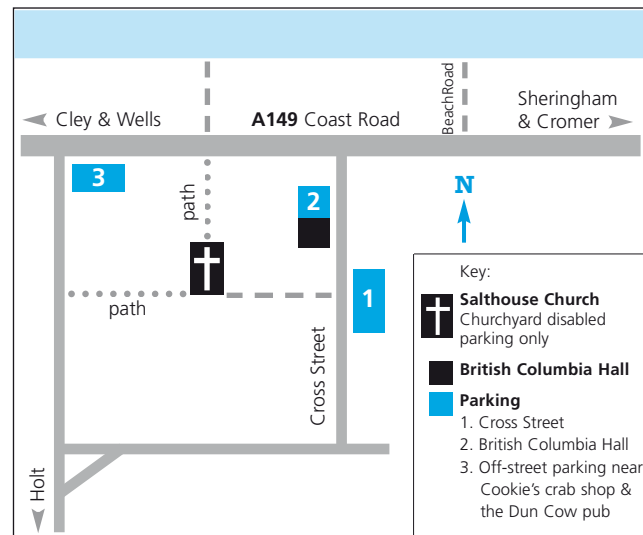 Cley & Wells
A149 Coast Road
BeachRoad
Sheringham
& Cromer
3
path
2
N
1
path
Cross Street
Holt
Key:
Salthouse Church
Churchyard disabled
parking only
British Columbia Hall
Parking
1. Cross Street
2. British Columbia Hall
3. Off-street parking near
Cookie's crab shop &
the Dun Cow pub